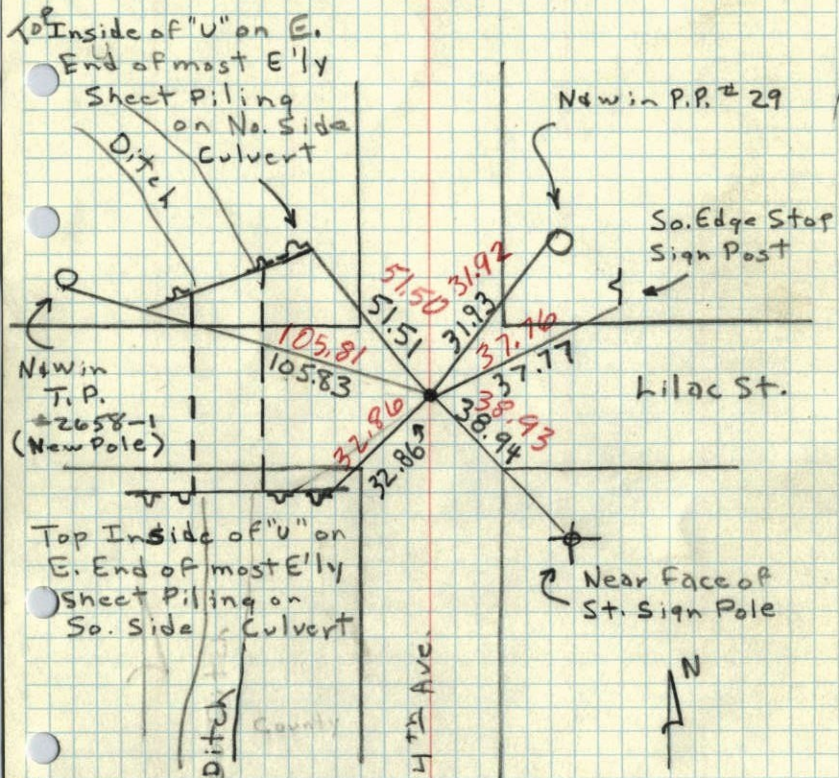 Top Inside of "U" on E.
End of most E'ly
Sheet Piling
on No. Side
Culvert
Ditch
N&W in P.P. # 29
So. Edge Stop
Sign Post
51.50
51.51
31.92
31.93
105.81
105.83
37.76
37.77
N&W in
T.P.
#2658-1
(New Pole)
Lilac St.
32.86
32.86
38.93
38.94
Top Inside of "U" on
E. End of most E'ly
Sheet Piling on
So. Side Culvert
Near Face of
St. Sign Pole
Ditch
County
4th Ave.
N